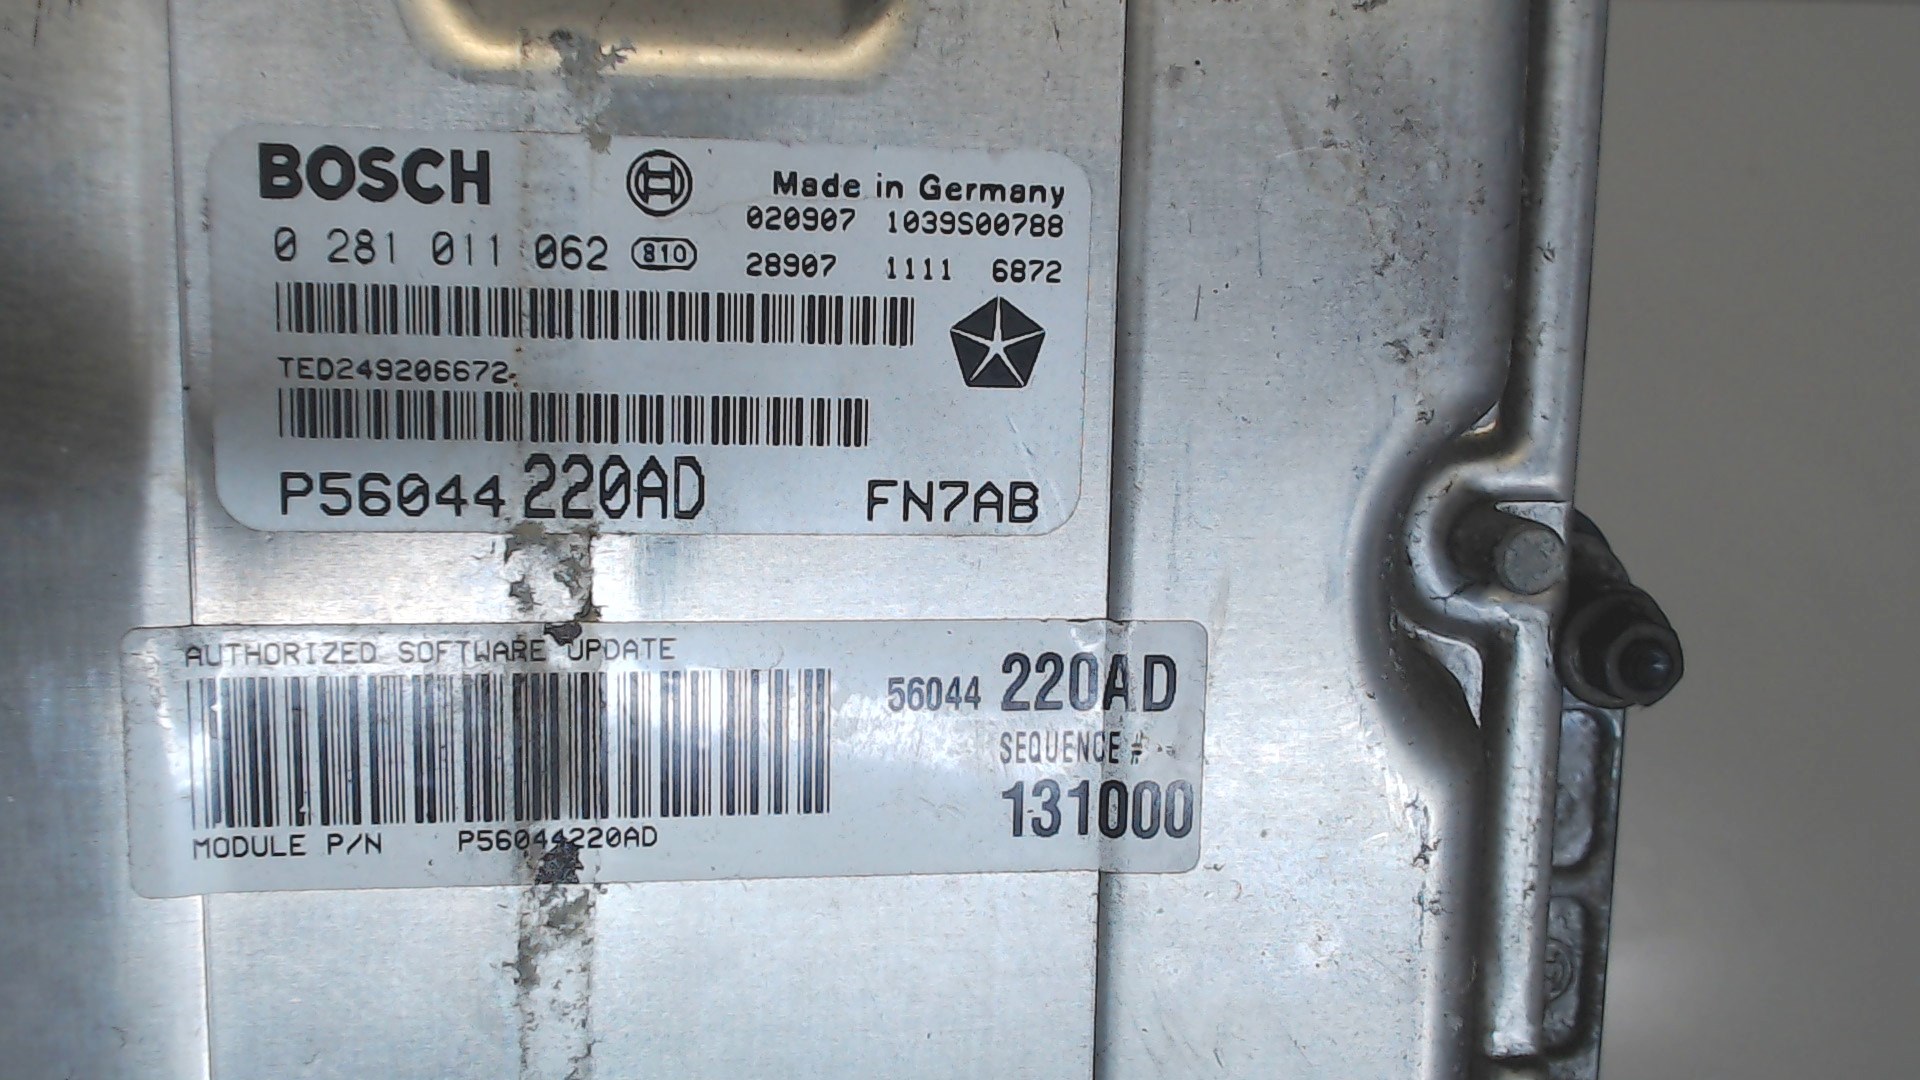 BOSCH
Made in Germany
020907 1039S00788
0 281 011 062 810
28907 1111 6872
TED249206672
P56044 220AD FN7AB
AUTHORIZED SOFTWARE UPDATE
56044 220AD
SEQUENCE #
131000
MODULE P/N P56044220AD